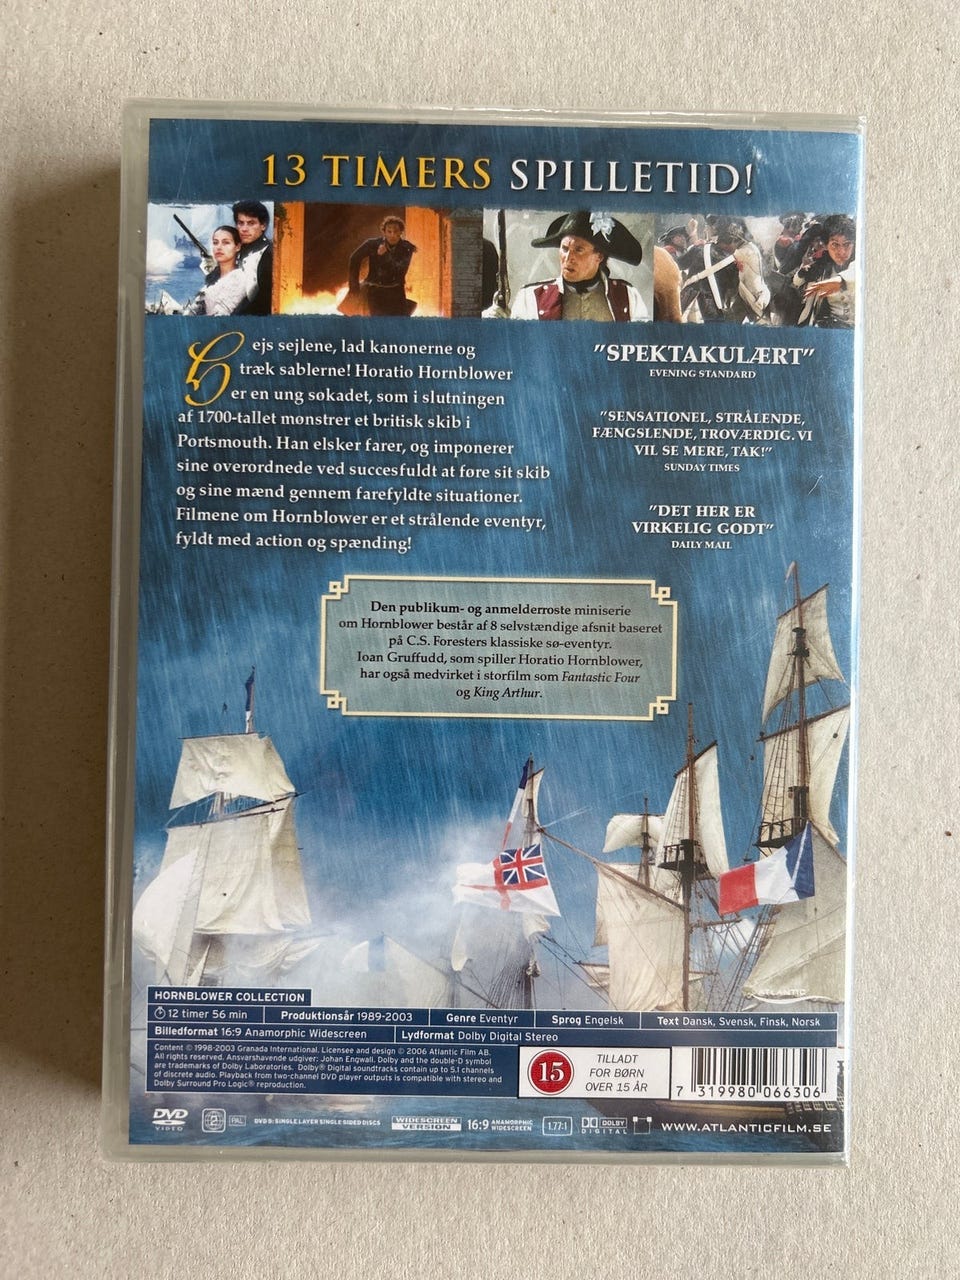 13 TIMERS SPILLETID!
Hejs sejlene, lad kanonerne og
træk sablerne! Horatio Hornblower
er en ung søkadet, som i slutningen
af 1700-tallet mønstrer et britisk skib i
Portsmouth. Han elsker farer, og imponerer
sine overordnede ved succesfuldt at føre sit skib
og sine mænd gennem farefyldte situationer.
Filmene om Hornblower er et strålende eventyr,
fyldt med action og spænding!
"SPEKTAKULÆRT"
EVENING STANDARD
"SENSATIONEL, STRÅLENDE,
FÆNGSLENDE, TROVÆRDIG. VI
VIL SE MERE, TAK!"
SUNDAY TIMES
"DET HER ER
VIRKELIG GODT"
DAILY MAIL
Den publikum- og anmelderroste miniserie
om Hornblower består af 8 selvstændige afsnit baseret
på C.S. Foresters klassiske sø-eventyr.
Ioan Gruffudd, som spiller Horatio Hornblower,
har også medvirket i storfilm som Fantastic Four
og King Arthur.
ATLANTIC
HORNBLOWER COLLECTION
12 timer 56 min Produktionsår 1989-2003 Genre Eventyr Sprog Engelsk Text Dansk, Svensk, Finsk, Norsk
Billedformat 16:9 Anamorphic Widescreen Lydformat Dolby Digital Stereo
Content © 1998-2003 Granada International. Licensee and design © 2006 Atlantic Film AB.
All rights reserved. Ansvarshavende udgiver: Johan Engwall. Dolby and the double-D symbol
are trademarks of Dolby Laboratories. Dolby® Digital soundtracks contain up to 5.1 channels
of discrete audio. Playback from two-channel DVD player outputs is compatible with stereo and
Dolby Surround Pro Logic® reproduction.
15
TILLADT
FOR BØRN
OVER 15 ÅR
7 319980 066306
DVD
VIDEO
2
PAL
DVD 5: SINGLE LAYER SINGLE SIDED DISCS
WIDESCREEN
VERSION
16:9 ANAMORPHIC
WIDESCREEN
1.77:1
DOLBY
DIGITAL
WWW.ATLANTICFILM.SE